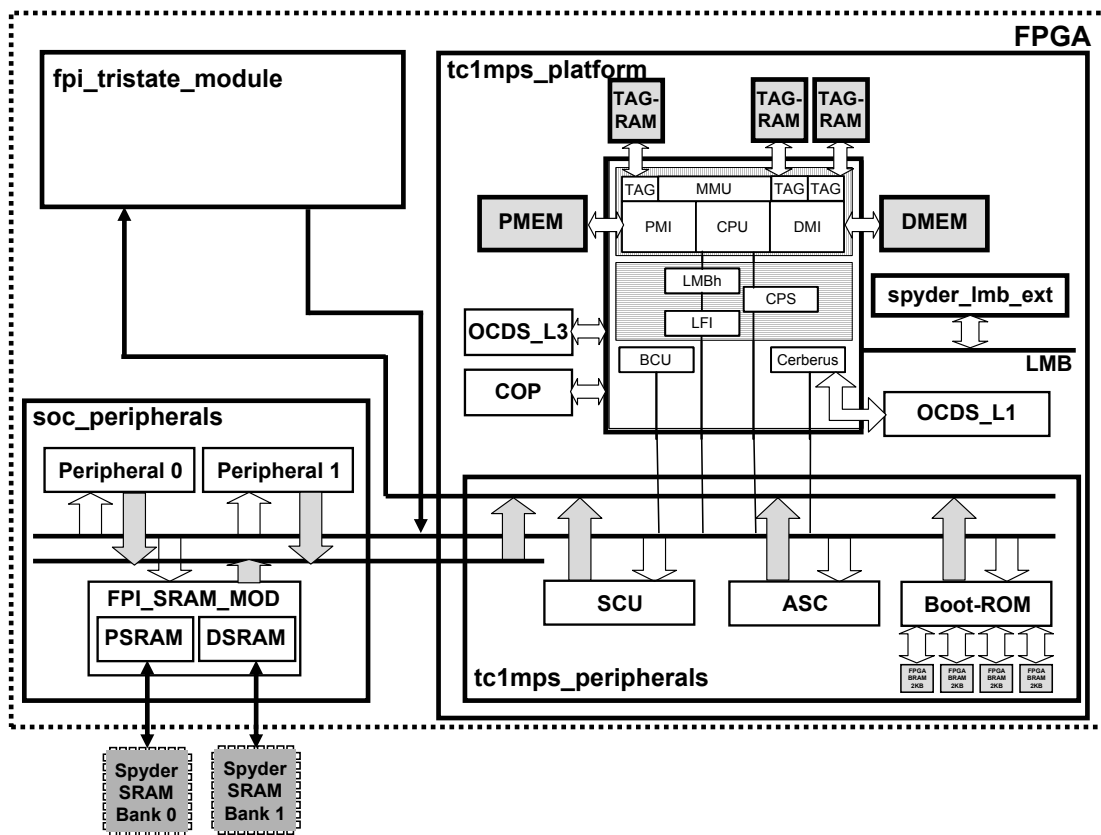 FPGA
fpi_tristate_module
tc1mps_platform
TAG-
RAM
TAG-
RAM
TAG-
RAM
TAG
MMU
TAG
TAG
PMEM
PMI
CPU
DMI
DMEM
LMBh
CPS
LFI
spyder_lmb_ext
OCDS_L3
BCU
Cerberus
LMB
COP
OCDS_L1
soc_peripherals
Peripheral 0
Peripheral 1
FPI_SRAM_MOD
PSRAM
DSRAM
SCU
ASC
Boot-ROM
FPGA
BRAM
2KB
FPGA
BRAM
2KB
FPGA
BRAM
2KB
FPGA
BRAM
2KB
tc1mps_peripherals
Spyder
SRAM
Bank 0
Spyder
SRAM
Bank 1